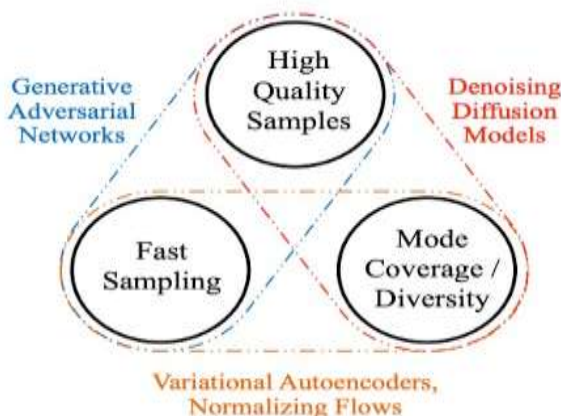 High
Quality
Samples
Generative
Adversarial
Networks
Denoising
Diffusion
Models
Fast
Sampling
Mode
Coverage /
Diversity
Variational Autoencoders,
Normalizing Flows